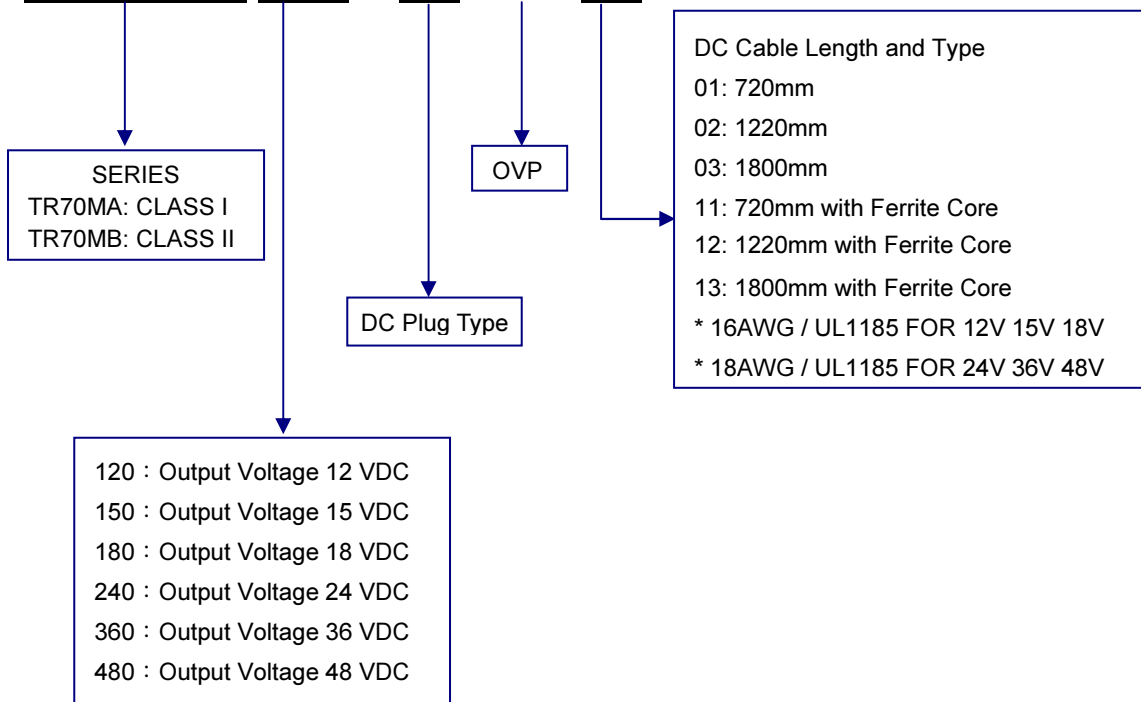 SERIES
TR70MA: CLASS I
TR70MB: CLASS II
OVP
DC Plug Type
DC Cable Length and Type
01: 720mm
02: 1220mm
03: 1800mm
11: 720mm with Ferrite Core
12: 1220mm with Ferrite Core
13: 1800mm with Ferrite Core
* 16AWG / UL1185 FOR 12V 15V 18V
* 18AWG / UL1185 FOR 24V 36V 48V
120：Output Voltage 12 VDC
150：Output Voltage 15 VDC
180：Output Voltage 18 VDC
240：Output Voltage 24 VDC
360：Output Voltage 36 VDC
480：Output Voltage 48 VDC